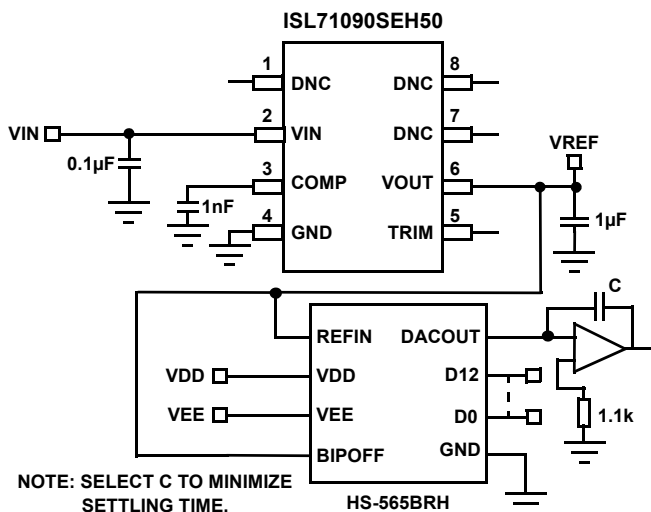 ISL71090SEH50
1 8
DNC DNC
2 7
VIN VIN DNC
VREF
0.1µF
3 6
COMP VOUT
1nF
4 5
GND TRIM
1µF
C
REFIN DACOUT
VDD VDD D12
VEE VEE D0
1.1k
BIPOFF GND
NOTE: SELECT C TO MINIMIZE
SETTLING TIME.
HS-565BRH